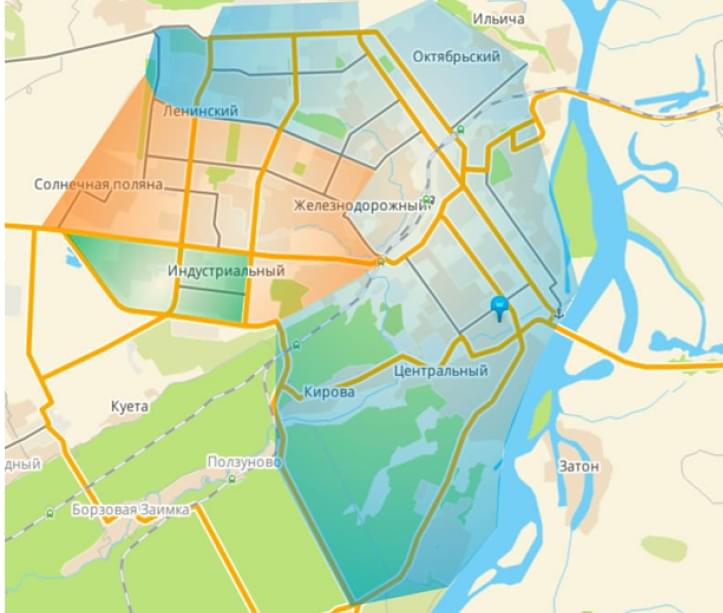 Ильича
Октябрьский
Ленинский
Солнечная поляна
Железнодорожный
Индустриальный
Центральный
Кирова
Куета
дный
Ползуново
Затон
Борзовая Заимка